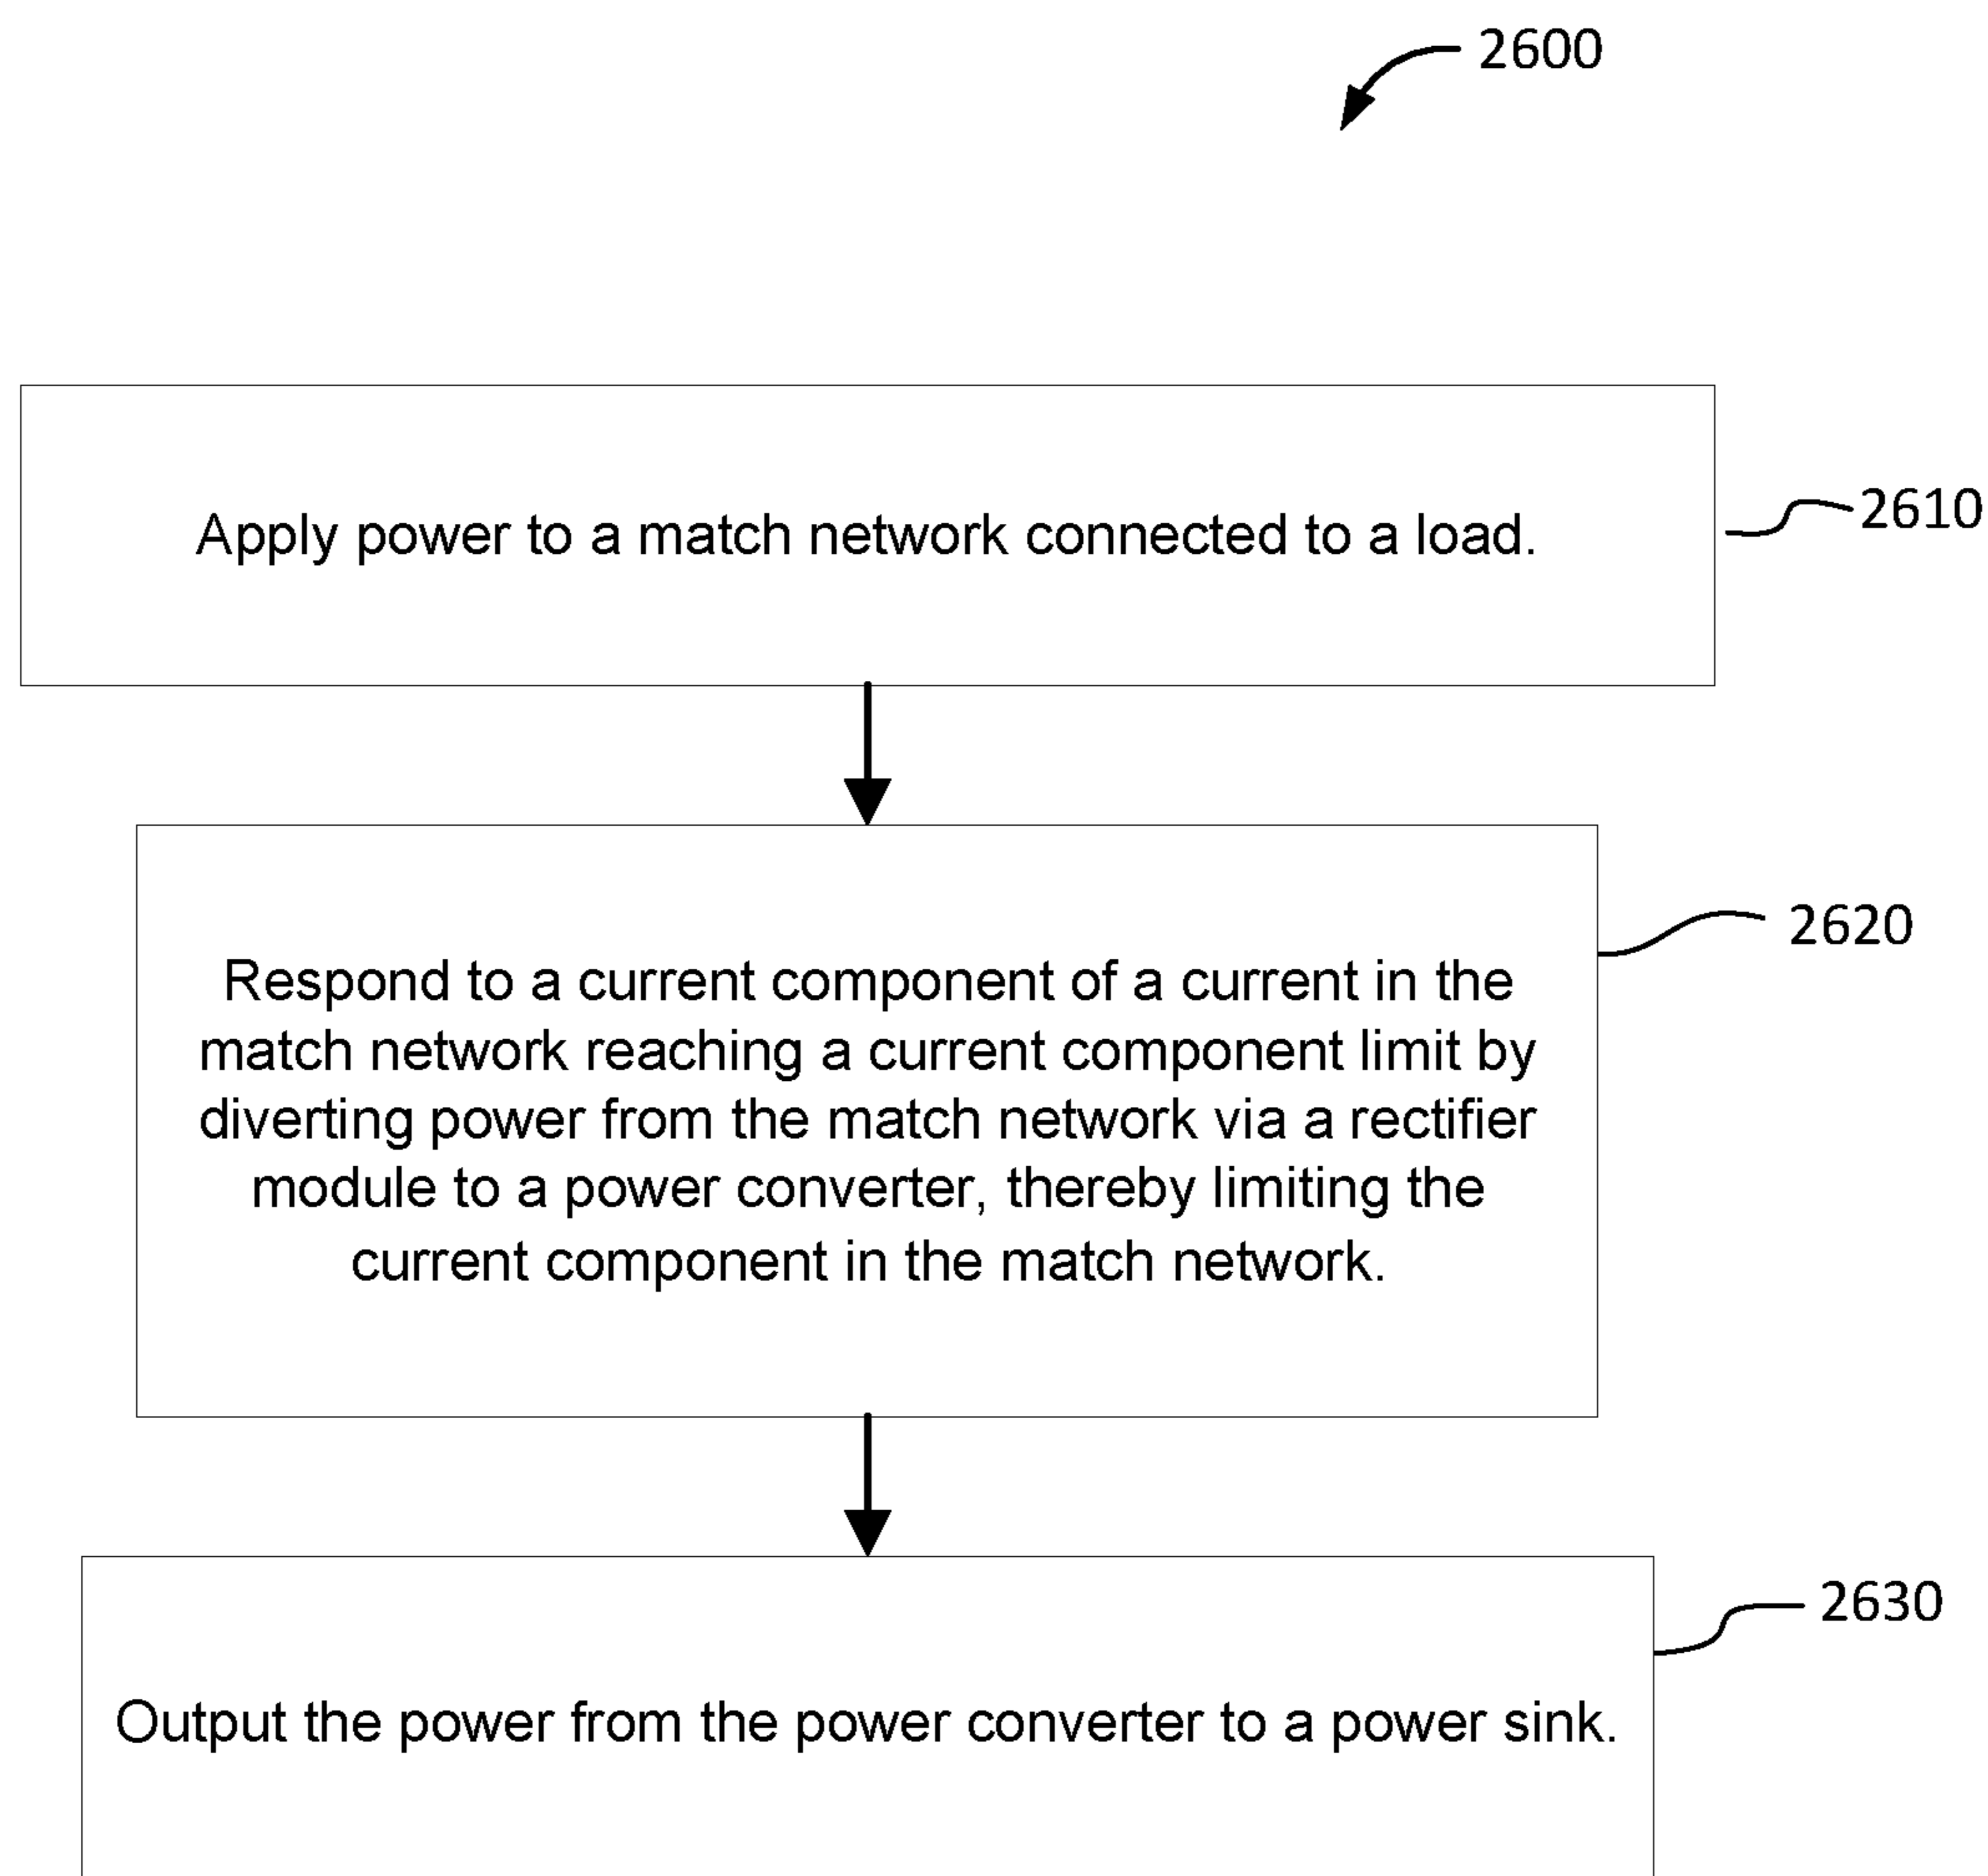 2600
Apply power to a match network connected to a load.
2610
Respond to a current component of a current in the
match network reaching a current component limit by
diverting power from the match network via a rectifier
module to a power converter, thereby limiting the
current component in the match network.
2620
Output the power from the power converter to a power sink.
2630